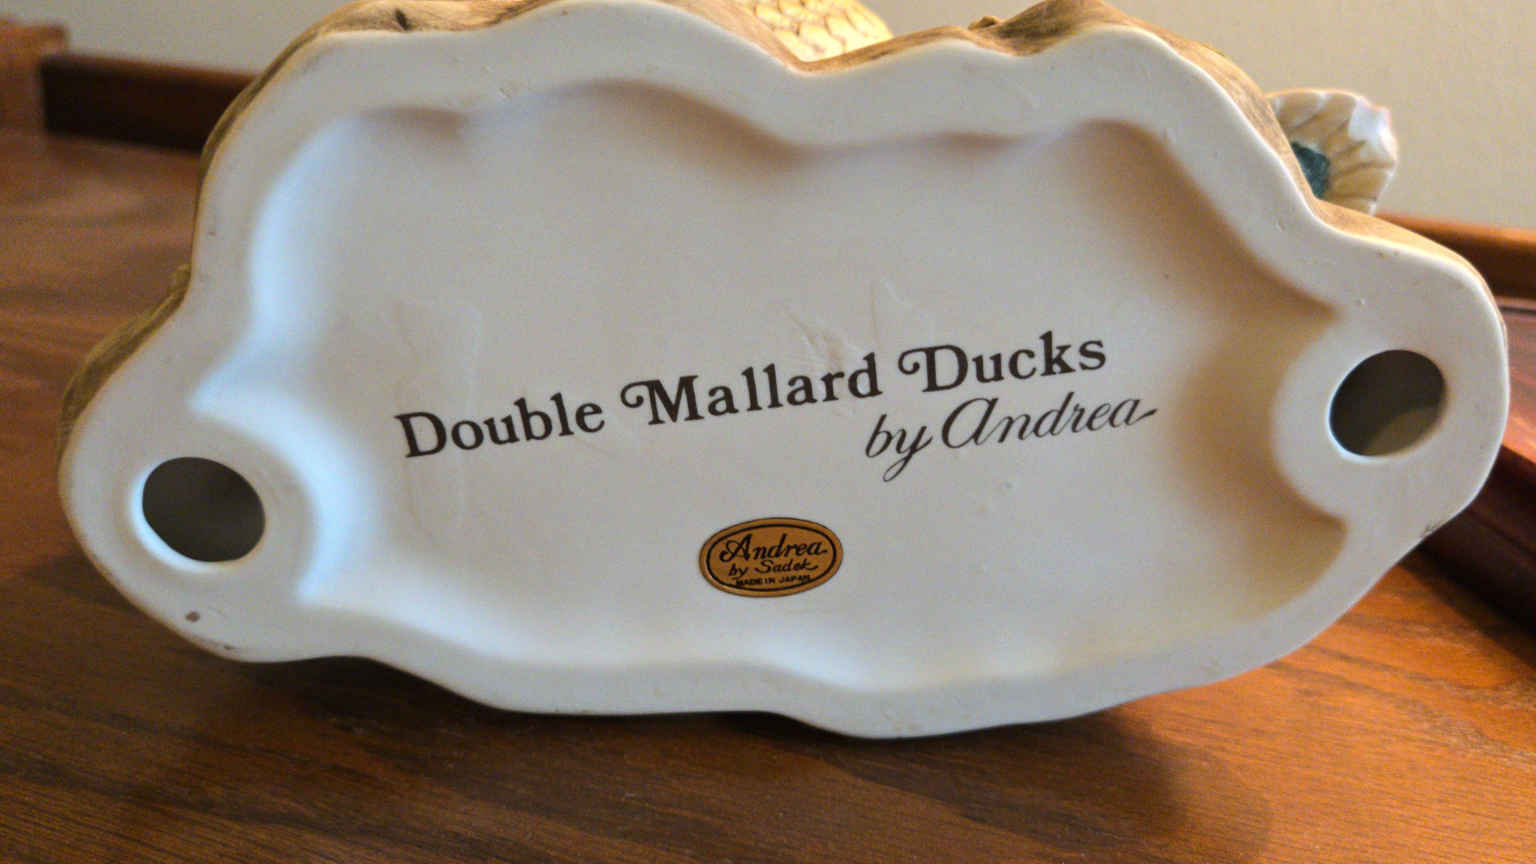 Double Mallard Ducks
by Andrea
Andrea
by Sadek
MADE IN JAPAN